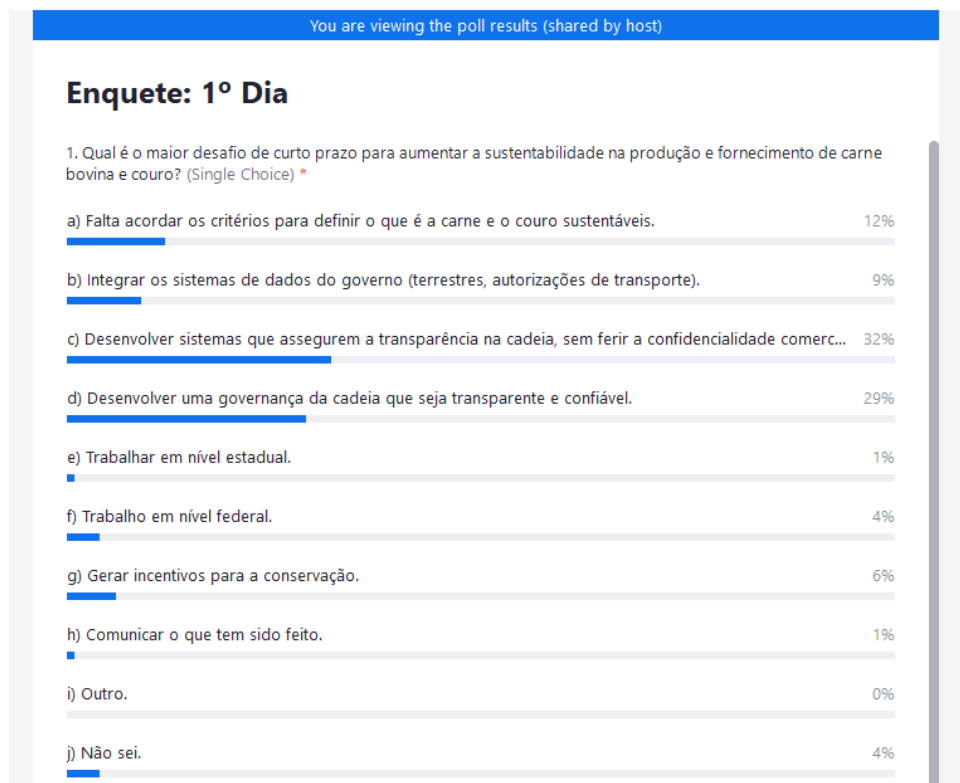 You are viewing the poll results (shared by host)
Enquete: 1º Dia
1. Qual é o maior desafio de curto prazo para aumentar a sustentabilidade na produção e fornecimento de carne
bovina e couro? (Single Choice) *
a) Falta acordar os critérios para definir o que é a carne e o couro sustentáveis. 12%
b) Integrar os sistemas de dados do governo (terrestres, autorizações de transporte). 9%
c) Desenvolver sistemas que assegurem a transparência na cadeia, sem ferir a confidencialidade comerc... 32%
d) Desenvolver uma governança da cadeia que seja transparente e confiável. 29%
e) Trabalhar em nível estadual. 1%
f) Trabalho em nível federal. 4%
g) Gerar incentivos para a conservação. 6%
h) Comunicar o que tem sido feito. 1%
i) Outro. 0%
j) Não sei. 4%